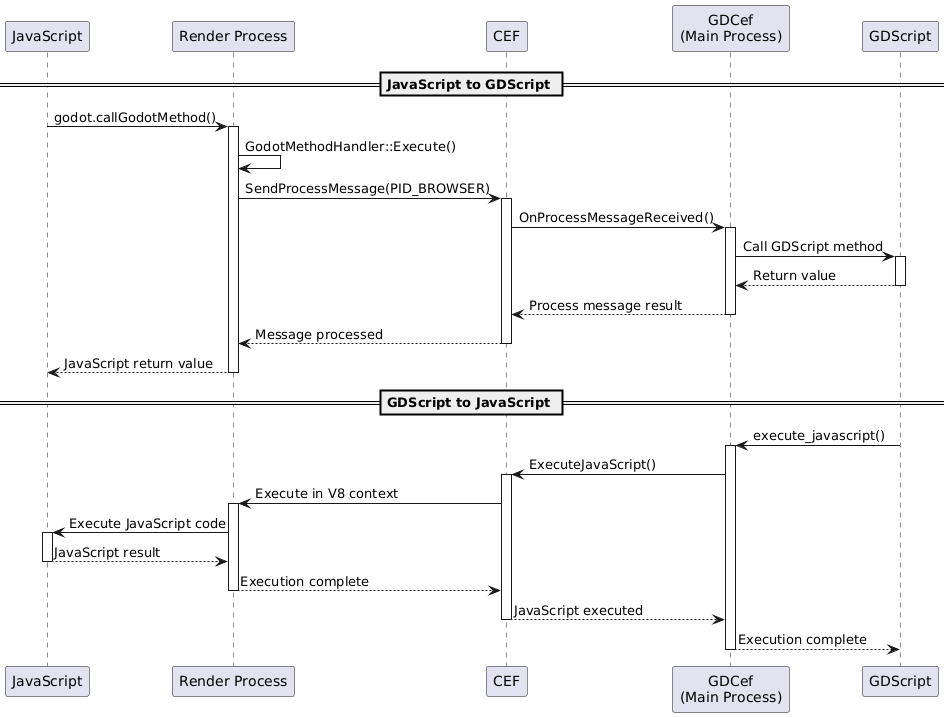 JavaScript
Render Process
CEF
GDCef
(Main Process)
GDScript
JavaScript to GDScript
godot.callGodotMethod()
GodotMethodHandler::Execute()
SendProcessMessage(PID_BROWSER)
OnProcessMessageReceived()
Call GDScript method
Return value
Process message result
Message processed
JavaScript return value
GDScript to JavaScript
execute_javascript()
ExecuteJavaScript()
Execute in V8 context
Execute JavaScript code
JavaScript result
Execution complete
JavaScript executed
Execution complete
JavaScript
Render Process
CEF
GDCef
(Main Process)
GDScript